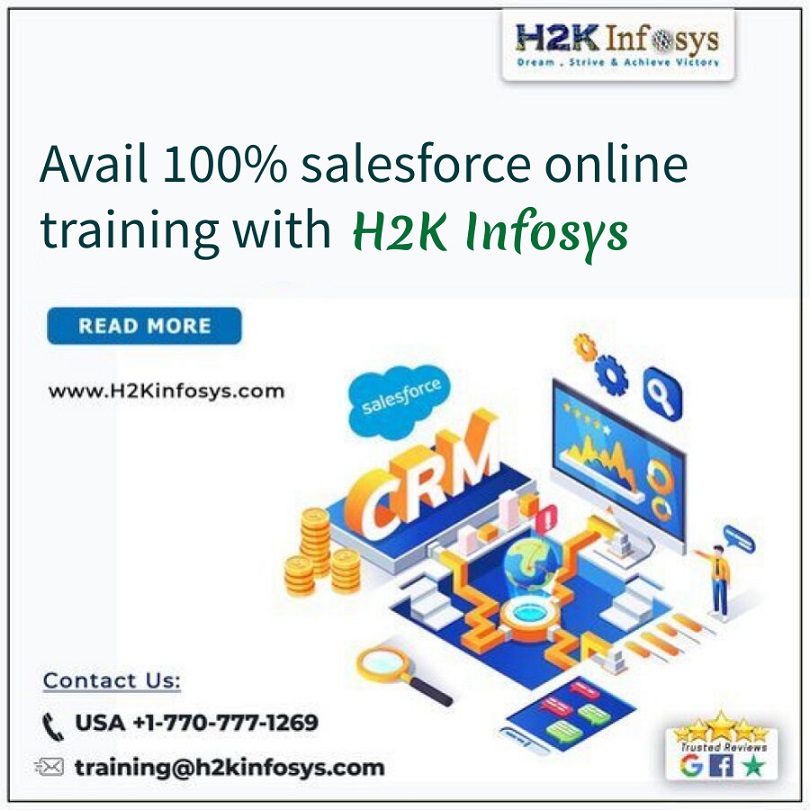 H2K Infosys
Dream . Strive & Achieve Victory
Avail 100% salesforce online
training with H2K Infosys
READ MORE
www.H2Kinfosys.com
salesforce
CRM
Contact Us:
USA +1-770-777-1269
training@h2kinfosys.com
Trusted Reviews